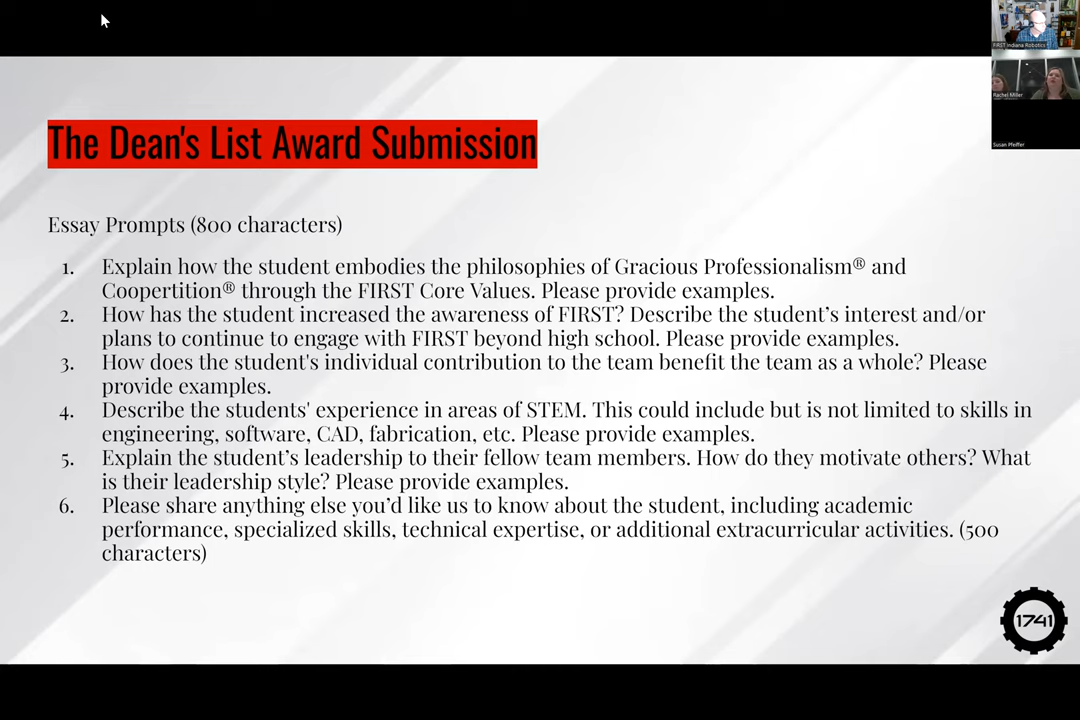 FIRST Indiana Robotics
Rachel Miller
Susan Pfeiffer
The Dean's List Award Submission
Essay Prompts (800 characters)
1. Explain how the student embodies the philosophies of Gracious Professionalism® and
Coopertition® through the FIRST Core Values. Please provide examples.
2. How has the student increased the awareness of FIRST? Describe the student’s interest and/or
plans to continue to engage with FIRST beyond high school. Please provide examples.
3. How does the student's individual contribution to the team benefit the team as a whole? Please
provide examples.
4. Describe the students' experience in areas of STEM. This could include but is not limited to skills in
engineering, software, CAD, fabrication, etc. Please provide examples.
5. Explain the student’s leadership to their fellow team members. How do they motivate others? What
is their leadership style? Please provide examples.
6. Please share anything else you’d like us to know about the student, including academic
performance, specialized skills, technical expertise, or additional extracurricular activities. (500
characters)
1741